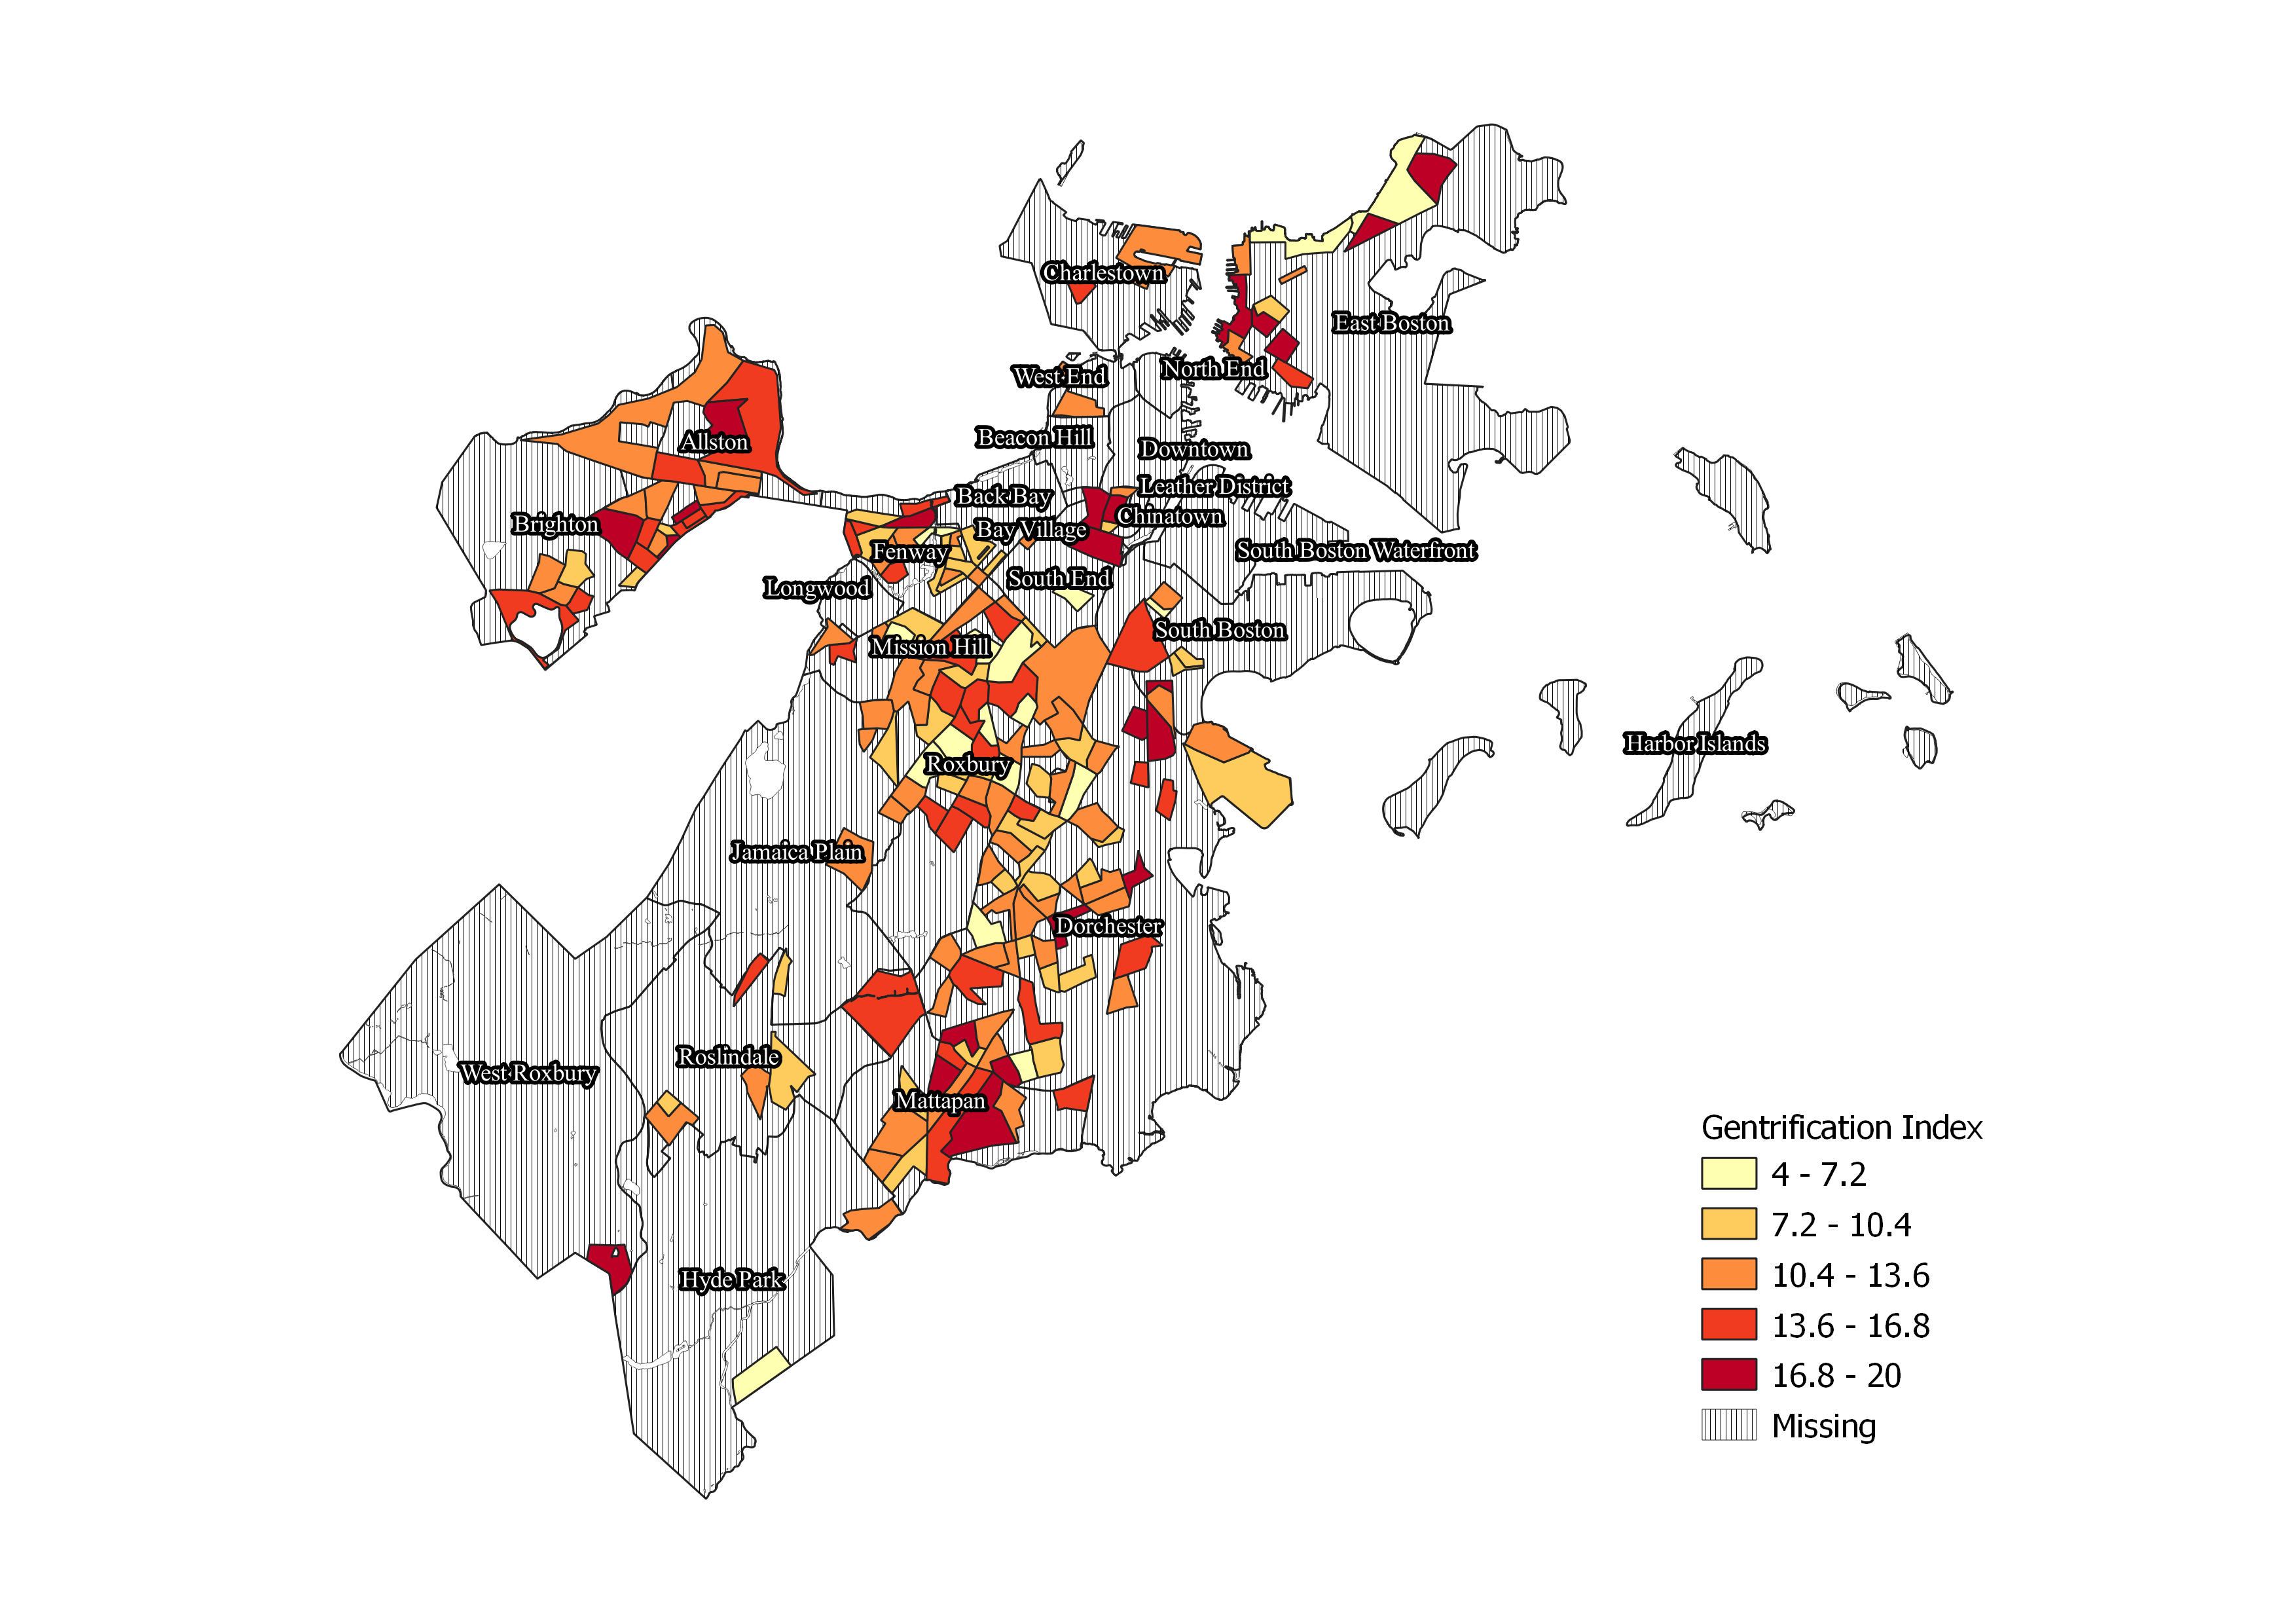 Charlestown
East Boston
West End
North End
Beacon Hill
Downtown
Allston
Leather District
Back Bay
Chinatown
Brighton
Bay Village
Fenway
South Boston Waterfront
South End
Longwood
South Boston
Mission Hill
Harbor Islands
Roxbury
Jamaica Plain
Dorchester
Roslindale
West Roxbury
Mattapan
Hyde Park
Gentrification Index
4 - 7.2
7.2 - 10.4
10.4 - 13.6
13.6 - 16.8
16.8 - 20
Missing